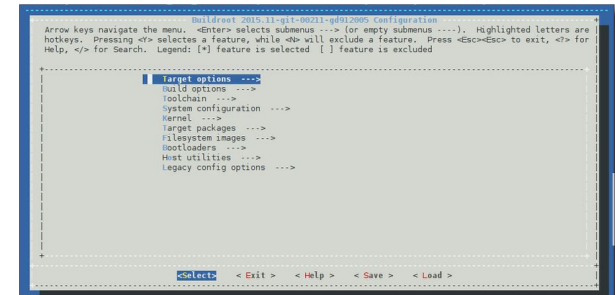 Buildroot 2015.11-git-00211-gd912005 Configuration
Arrow keys navigate the menu. <Enter> selects submenus ---> (or empty submenus ----). Highlighted letters are
hotkeys. Pressing <Y> selectes a feature, while <N> will exclude a feature. Press <Esc><Esc> to exit, <?> for
Help, </> for Search. Legend: [*] feature is selected [ ] feature is excluded
Target options --->
Build options --->
Toolchain --->
System configuration --->
Kernel --->
Target packages --->
Filesystem images --->
Bootloaders --->
Host utilities --->
Legacy config options --->
<Select> < Exit > < Help > < Save > < Load >